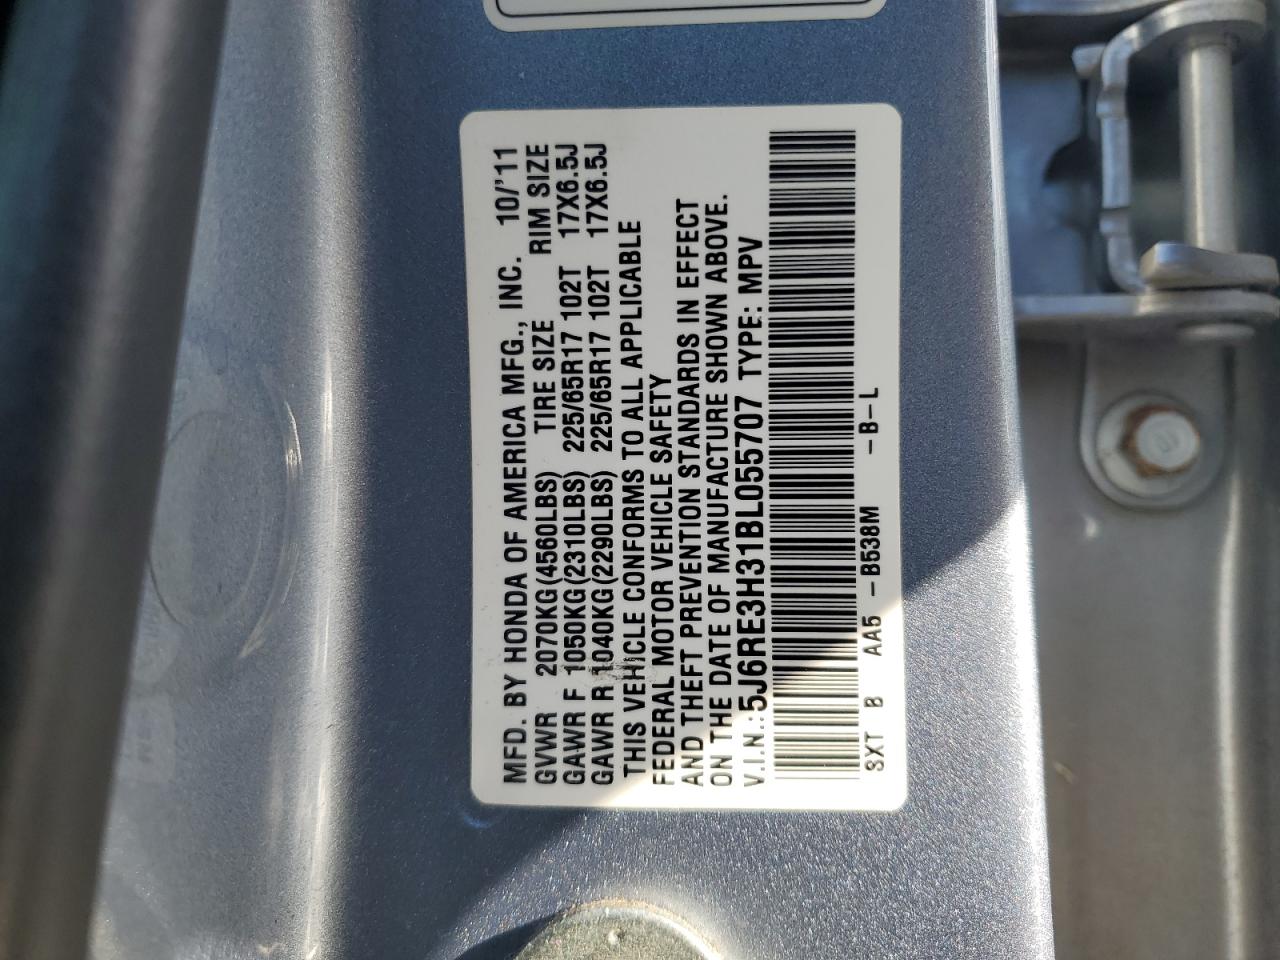 MFD. BY HONDA OF AMERICA MFG., INC. 10/'11
GVWR 2070KG(4560LBS) TIRE SIZE RIM SIZE
GAWR F 1050KG(2310LBS) 225/65R17 102T 17X6.5J
GAWR R 1040KG(2290LBS) 225/65R17 102T 17X6.5J
THIS VEHICLE CONFORMS TO ALL APPLICABLE
FEDERAL MOTOR VEHICLE SAFETY
AND THEFT PREVENTION STANDARDS IN EFFECT
ON THE DATE OF MANUFACTURE SHOWN ABOVE.
V.I.N.:5J6RE3H31BL055707 TYPE: MPV
SXT B AA5 -B538M -B-L